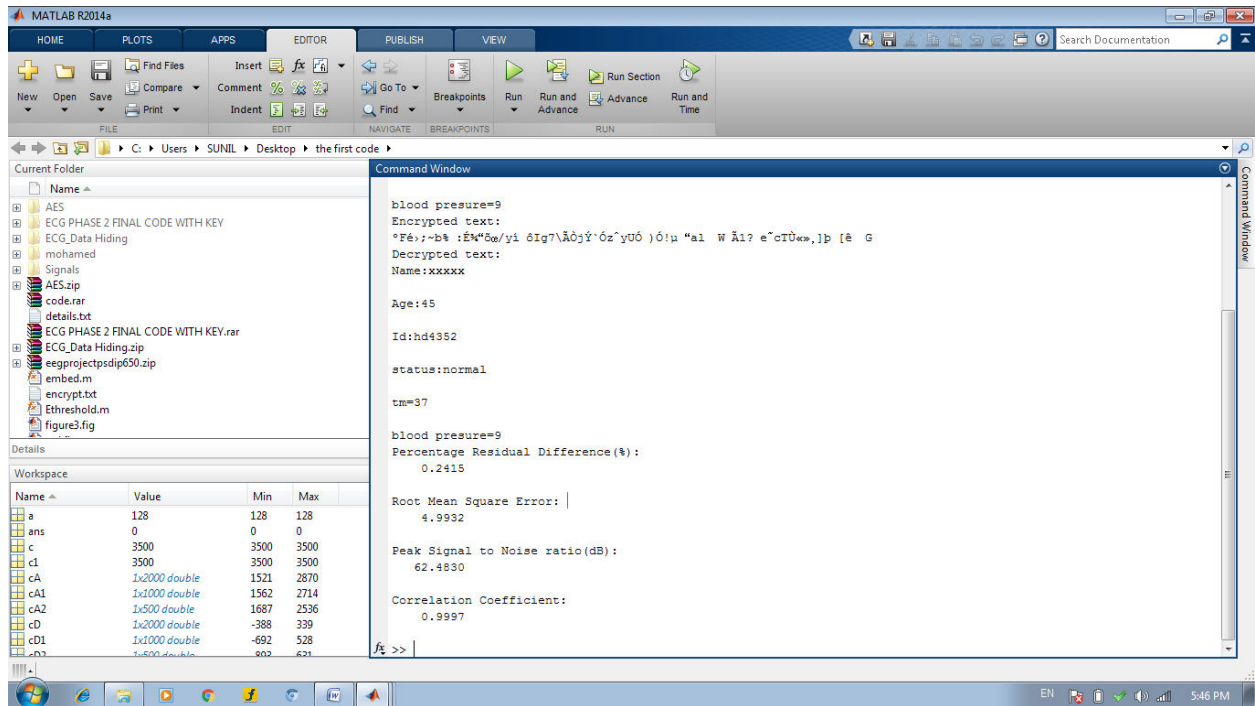 MATLAB R2014a
HOME PLOTS APPS EDITOR PUBLISH VIEW
Search Documentation
New Open Save
Find Files
Compare
Print
FILE
Insert
Comment
Indent
EDIT
Go To
Find
NAVIGATE
Breakpoints
BREAKPOINTS
Run
Run and Advance
Run Section
Advance
Run and Time
RUN
C: Users SUNIL Desktop the first code
Current Folder
Name
AES
ECG PHASE 2 FINAL CODE WITH KEY
ECG_Data Hiding
mohamed
Signals
AES.zip
code.rar
details.txt
ECG PHASE 2 FINAL CODE WITH KEY.rar
ECG_Data Hiding.zip
eegprojectpsdip650.zip
embed.m
encrypt.txt
Ethreshold.m
figure3.fig
Details
Workspace
Name Value Min Max
a 128 128 128
ans 0 0 0
c 3500 3500 3500
c1 3500 3500 3500
cA 1x2000 double 1521 2870
cA1 1x1000 double 1562 2714
cA2 1x500 double 1687 2536
cD 1x2000 double -388 339
cD1 1x1000 double -692 528
cD2 1x500 double -893 631
Command Window
blood presure=9
Encrypted text:
Decrypted text:
Name:xxxxx
Age:45
Id:hd4352
status:normal
tm=37
blood presure=9
Percentage Residual Difference(%):
0.2415
Root Mean Square Error:
4.9932
Peak Signal to Noise ratio(dB):
62.4830
Correlation Coefficient:
0.9997
fx >>
Command Window
EN 5:46 PM